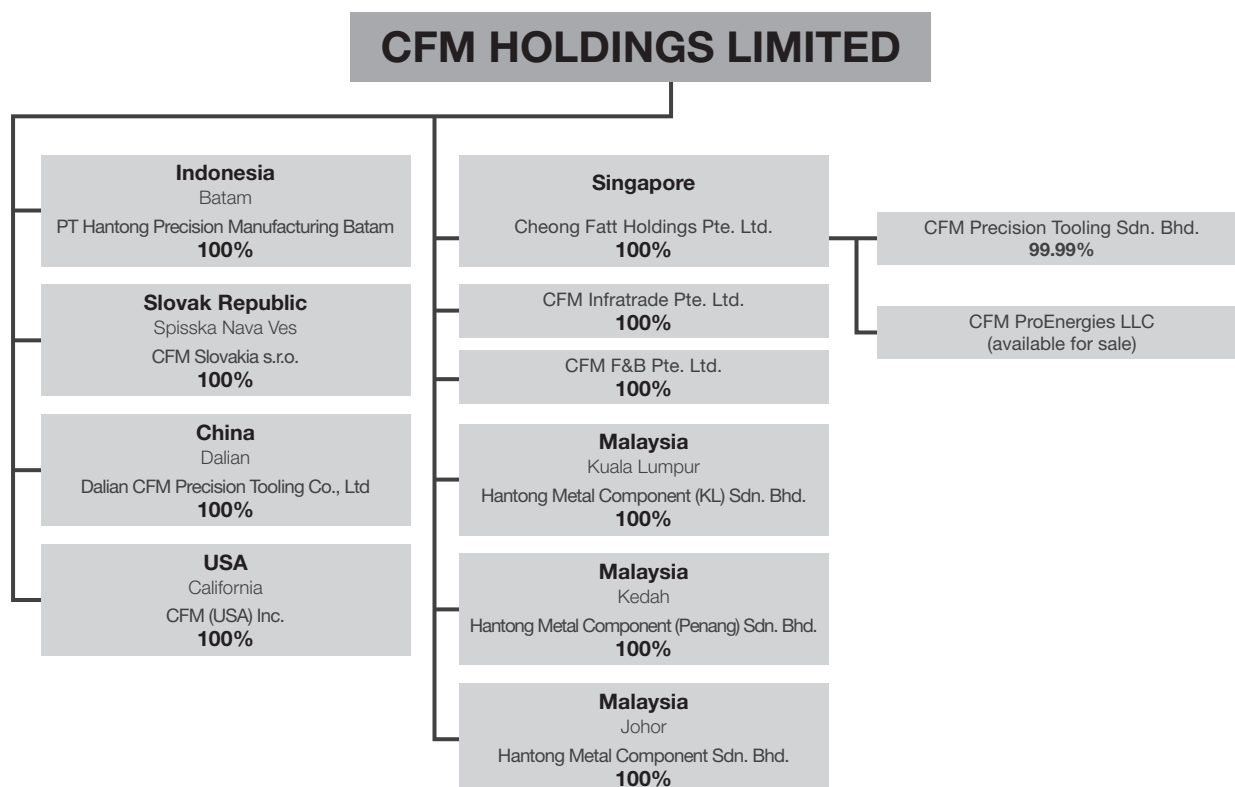 CFM HOLDINGS LIMITED
Indonesia
Batam
PT Hantong Precision Manufacturing Batam
100%
Slovak Republic
Spisska Nava Ves
CFM Slovakia s.r.o.
100%
China
Dalian
Dalian CFM Precision Tooling Co., Ltd
100%
USA
California
CFM (USA) Inc.
100%
Singapore
Cheong Fatt Holdings Pte. Ltd.
100%
CFM Infratrade Pte. Ltd.
100%
CFM F&B Pte. Ltd.
100%
Malaysia
Kuala Lumpur
Hantong Metal Component (KL) Sdn. Bhd.
100%
Malaysia
Kedah
Hantong Metal Component (Penang) Sdn. Bhd.
100%
Malaysia
Johor
Hantong Metal Component Sdn. Bhd.
100%
CFM Precision Tooling Sdn. Bhd.
99.99%
CFM ProEnergies LLC
(available for sale)